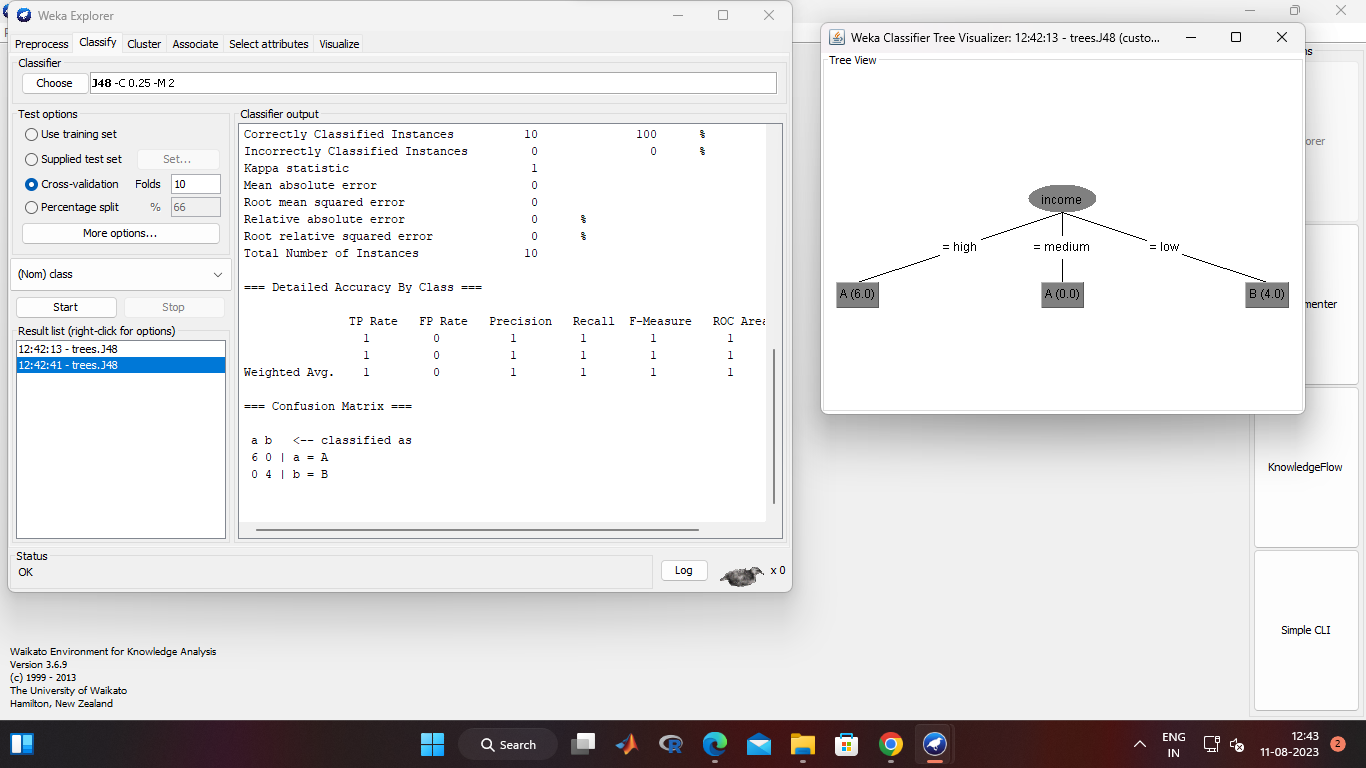 Weka Explorer
Preprocess Classify Cluster Associate Select attributes Visualize
Classifier
Choose J48 -C 0.25 -M 2
Test options
Use training set
Supplied test set Set...
Cross-validation Folds 10
Percentage split % 66
More options...
(Nom) class
Start Stop
Result list (right-click for options)
12:42:13 - trees.J48
12:42:41 - trees.J48
Classifier output
Correctly Classified Instances 10 100 %
Incorrectly Classified Instances 0 0 %
Kappa statistic 1
Mean absolute error 0
Root mean squared error 0
Relative absolute error 0 %
Root relative squared error 0 %
Total Number of Instances 10
=== Detailed Accuracy By Class ===
TP Rate FP Rate Precision Recall F-Measure ROC Area
1 0 1 1 1 1
1 0 1 1 1 1
Weighted Avg. 1 0 1 1 1 1
=== Confusion Matrix ===
a b <-- classified as
6 0 | a = A
0 4 | b = B
Status
OK
Log x 0
Weka Classifier Tree Visualizer: 12:42:13 - trees.J48 (custo...
Tree View
income
= high = medium = low
A (6.0) A (0.0) B (4.0)
ns
orer
menter
KnowledgeFlow
Simple CLI
Waikato Environment for Knowledge Analysis
Version 3.6.9
(c) 1999 - 2013
The University of Waikato
Hamilton, New Zealand
Search
ENG
IN
12:43
11-08-2023
2